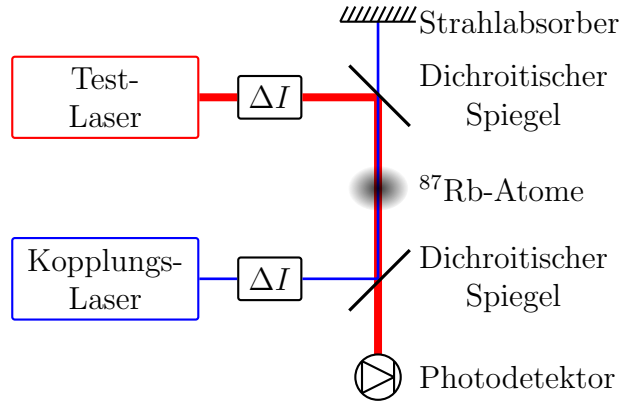 Strahlabsorber
Test-
Laser
ΔI
Dichroitischer
Spiegel
⁸⁷Rb-Atome
Kopplungs-
Laser
ΔI
Dichroitischer
Spiegel
Photodetektor